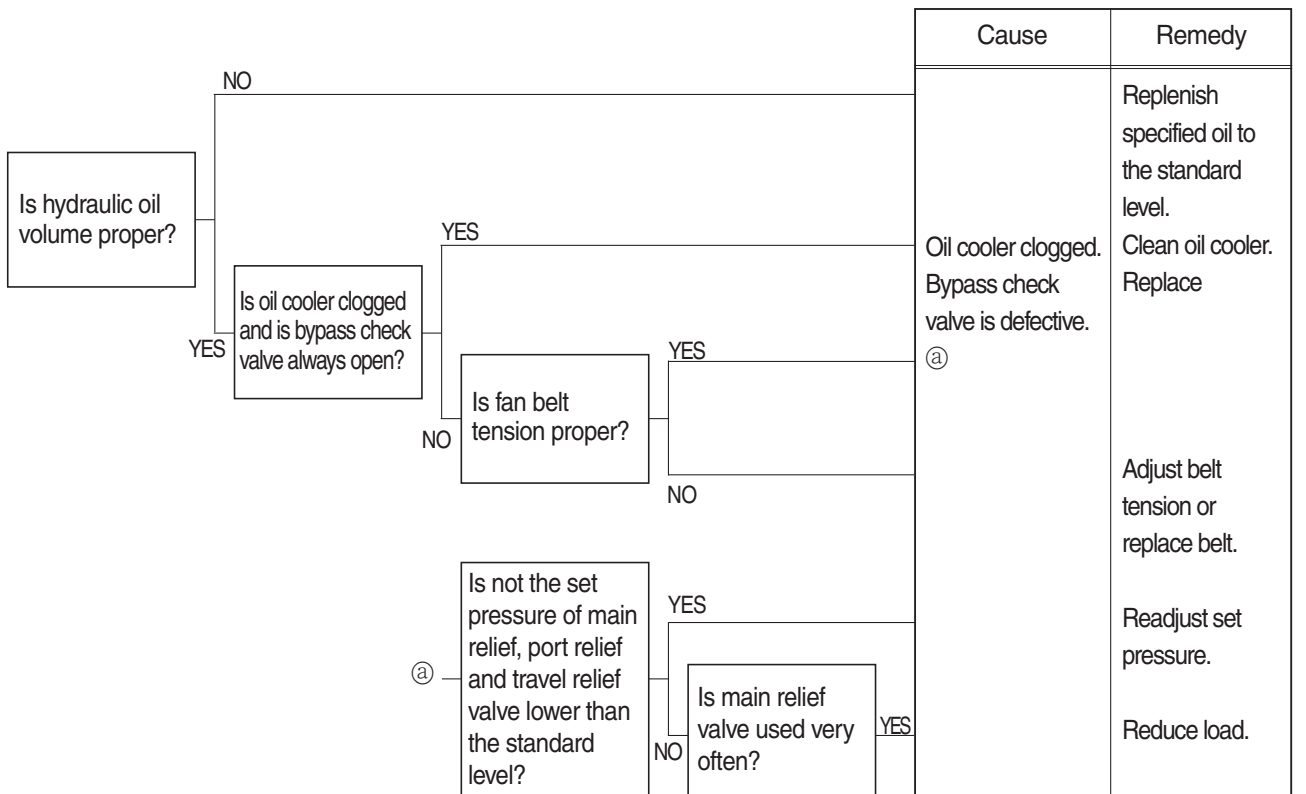 Cause
Remedy
NO
Replenish
specified oil to
the standard
level.
Is hydraulic oil
volume proper?
YES
YES
Oil cooler clogged.
Clean oil cooler.
Bypass check
Replace
valve is defective.
ⓐ
Is oil cooler clogged
and is bypass check
valve always open?
YES
NO
Is fan belt
tension proper?
NO
Adjust belt
tension or
replace belt.
ⓐ
Is not the set
pressure of main
relief, port relief
and travel relief
valve lower than
the standard
level?
YES
Readjust set
pressure.
NO
Is main relief
valve used very
often?
YES
Reduce load.